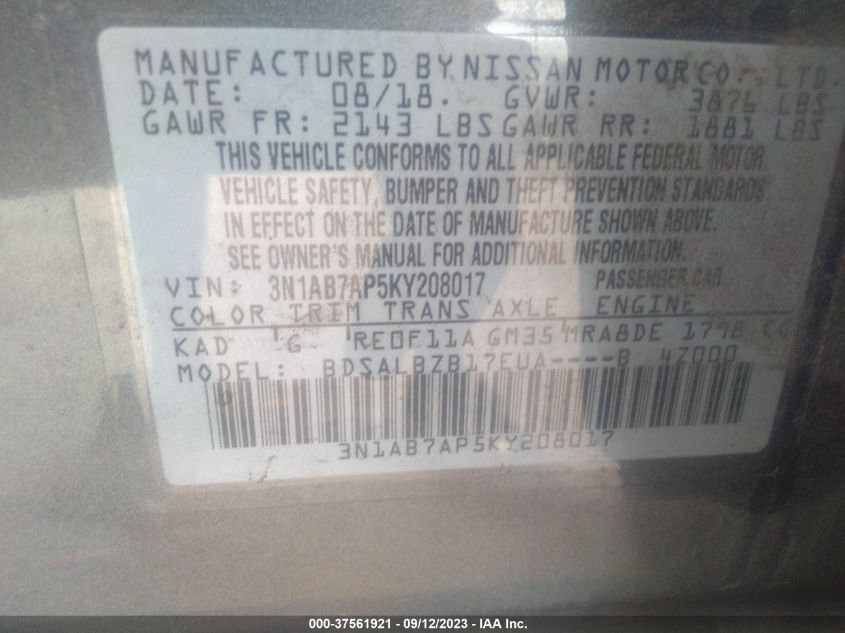 MANUFACTURED BY NISSAN MOTOR CO., LTD.
DATE: 08/18. GVWR: 3876 LBS
GAWR FR: 2143 LBS GAWR RR: 1881 LBS
THIS VEHICLE CONFORMS TO ALL APPLICABLE FEDERAL MOTOR
VEHICLE SAFETY, BUMPER AND THEFT PREVENTION STANDARDS
IN EFFECT ON THE DATE OF MANUFACTURE SHOWN ABOVE.
SEE OWNER'S MANUAL FOR ADDITIONAL INFORMATION.
VIN: 3N1AB7AP5KY208017 PASSENGER CAR
COLOR TRIM TRANS AXLE ENGINE
KAD G RE0F11A GM35 MRA8DE 1798 CC
MODEL: BDSALBZB17EUA----B 4Z000
3N1AB7AP5KY208017
000-37561921 - 09/12/2023 - IAA Inc.